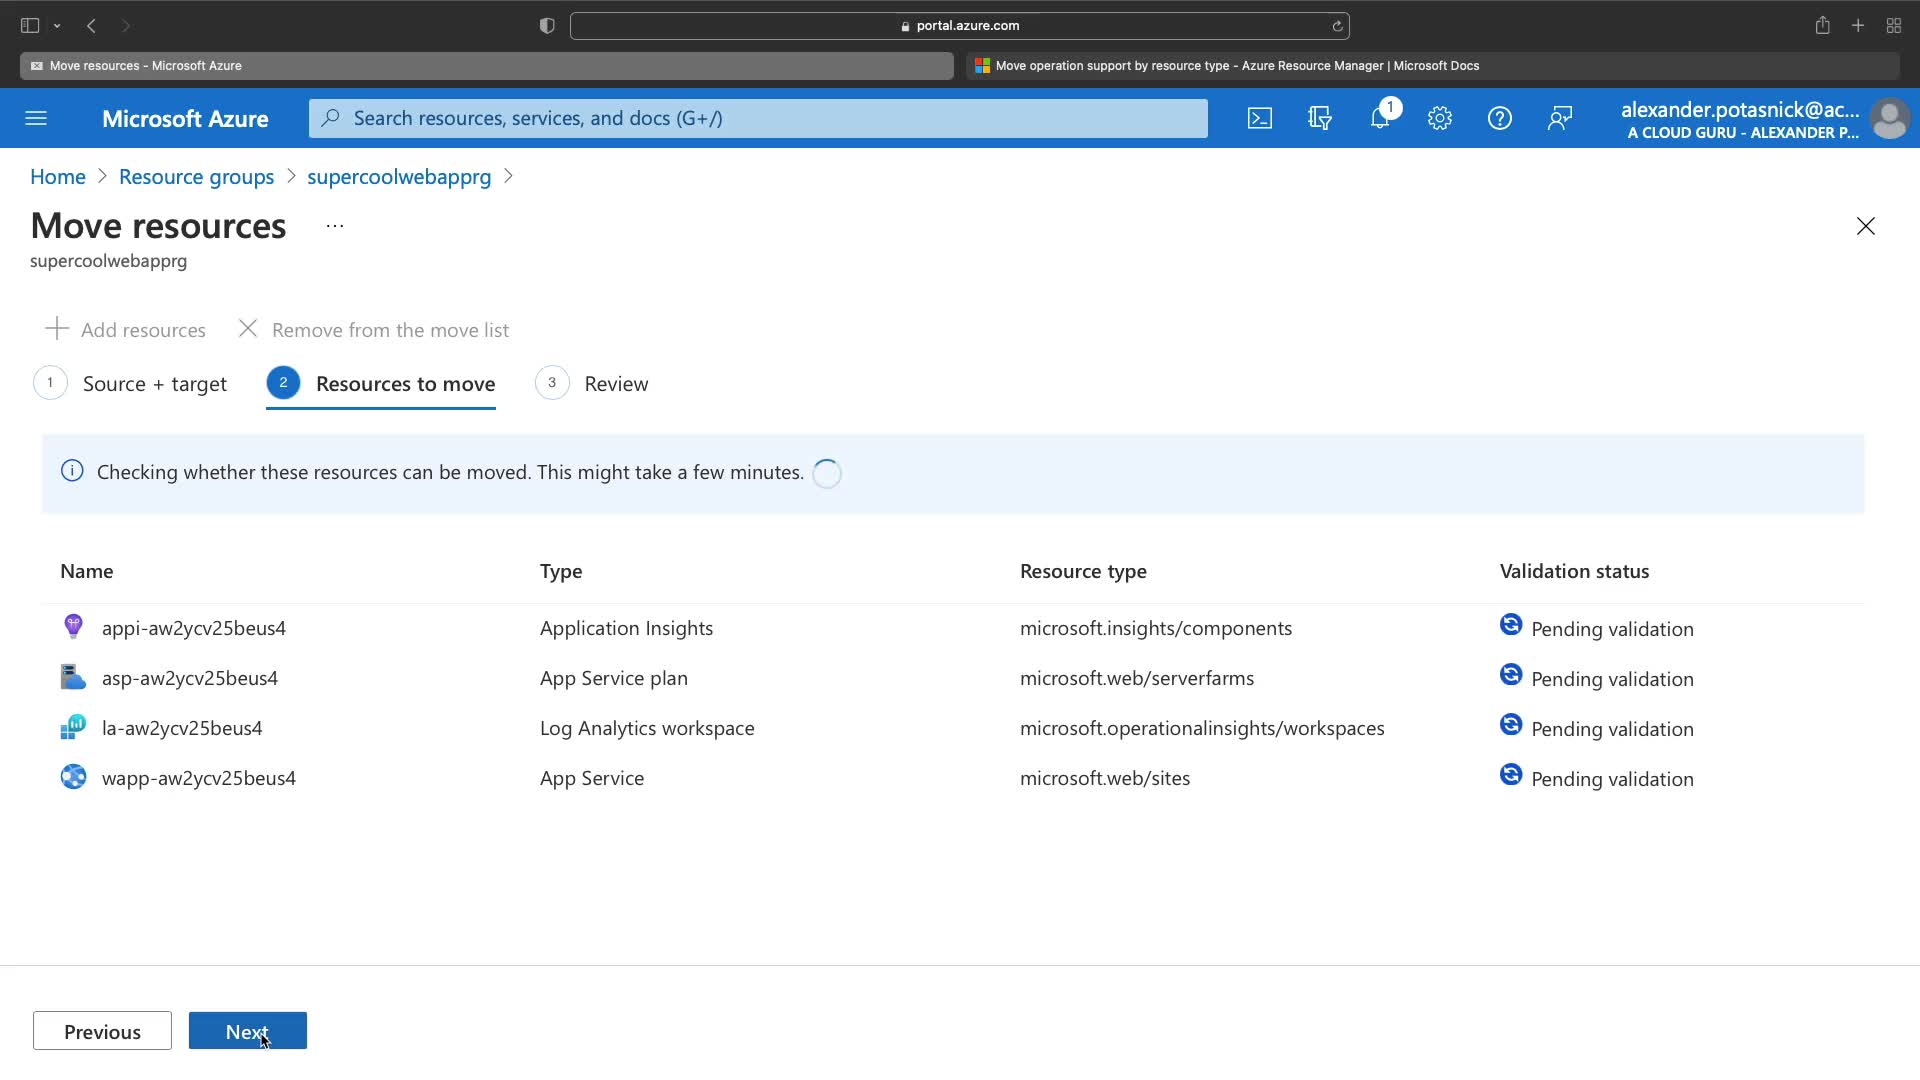 portal.azure.com
Move resources - Microsoft Azure
Move operation support by resource type - Azure Resource Manager | Microsoft Docs
Microsoft Azure
Search resources, services, and docs (G+/)
1
alexander.potasnick@ac...
A CLOUD GURU - ALEXANDER P...
Home > Resource groups > supercoolwebapprg >
Move resources ...
supercoolwebapprg
Add resources
Remove from the move list
1 Source + target
2 Resources to move
3 Review
Checking whether these resources can be moved. This might take a few minutes.
Name Type Resource type Validation status
appi-aw2ycv25beus4 Application Insights microsoft.insights/components Pending validation
asp-aw2ycv25beus4 App Service plan microsoft.web/serverfarms Pending validation
la-aw2ycv25beus4 Log Analytics workspace microsoft.operationalinsights/workspaces Pending validation
wapp-aw2ycv25beus4 App Service microsoft.web/sites Pending validation
Previous Next